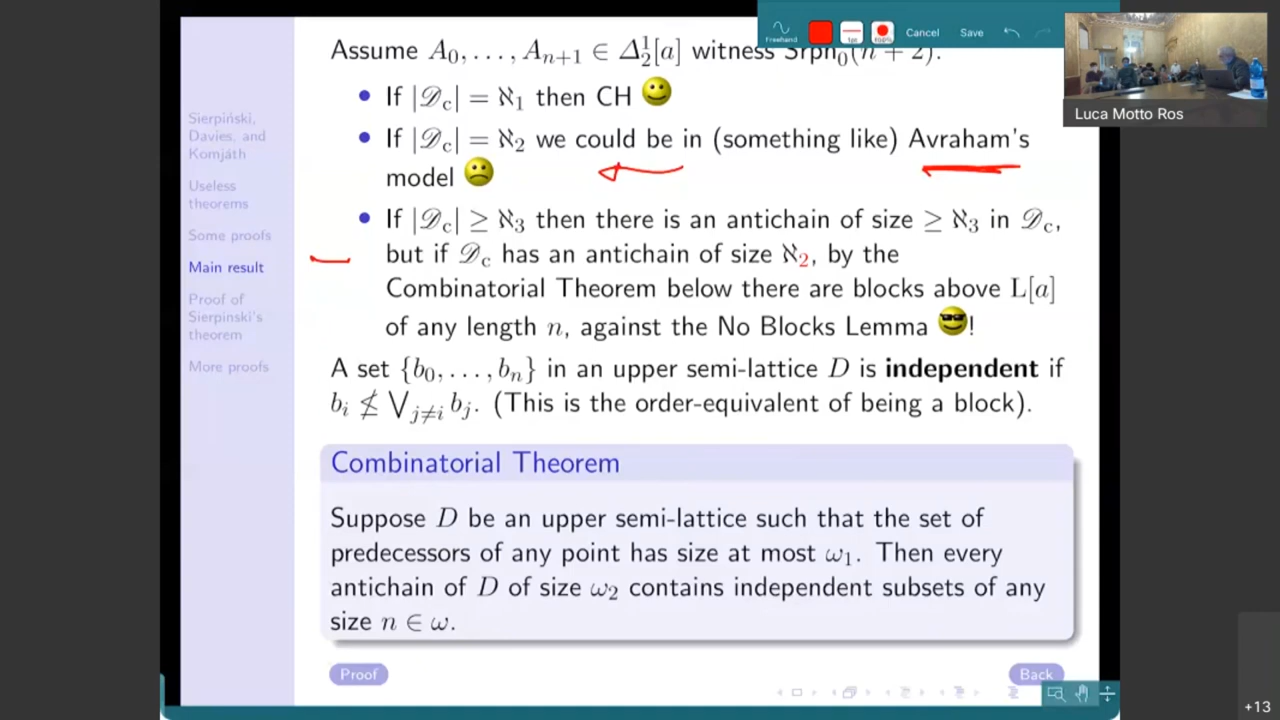 Freehand
1px
100%
Cancel
Save
Luca Motto Ros
Assume A₀, . . . , Aₙ₊₁ ∈ Δ¹₂[a] witness Srpn₀(n + 2).
• If |𝒟c| = ℵ₁ then CH 🙂
• If |𝒟c| = ℵ₂ we could be in (something like) Avraham's
model ☹
• If |𝒟c| ≥ ℵ₃ then there is an antichain of size ≥ ℵ₃ in 𝒟c,
but if 𝒟c has an antichain of size ℵ₂, by the
Combinatorial Theorem below there are blocks above L[a]
of any length n, against the No Blocks Lemma 😎!
A set {b₀, . . . , bₙ} in an upper semi-lattice D is independent if
bᵢ ≰ ⋁ⱼ≠ᵢ bⱼ. (This is the order-equivalent of being a block).
Combinatorial Theorem
Suppose D be an upper semi-lattice such that the set of
predecessors of any point has size at most ω₁. Then every
antichain of D of size ω₂ contains independent subsets of any
size n ∈ ω.
Proof
Back
Sierpiński,
Davies, and
Komjáth
Useless
theorems
Some proofs
Main result
Proof of
Sierpinski's
theorem
More proofs
+13